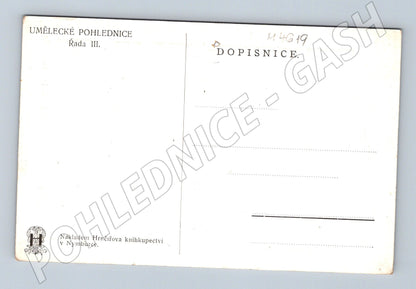 UMĚLECKÉ POHLEDNICE
Řada III.
DOPISNICE
H
Nákladem Hrnčířova knihkupectví
v Nymburce.
POHLEDNICE - GASH